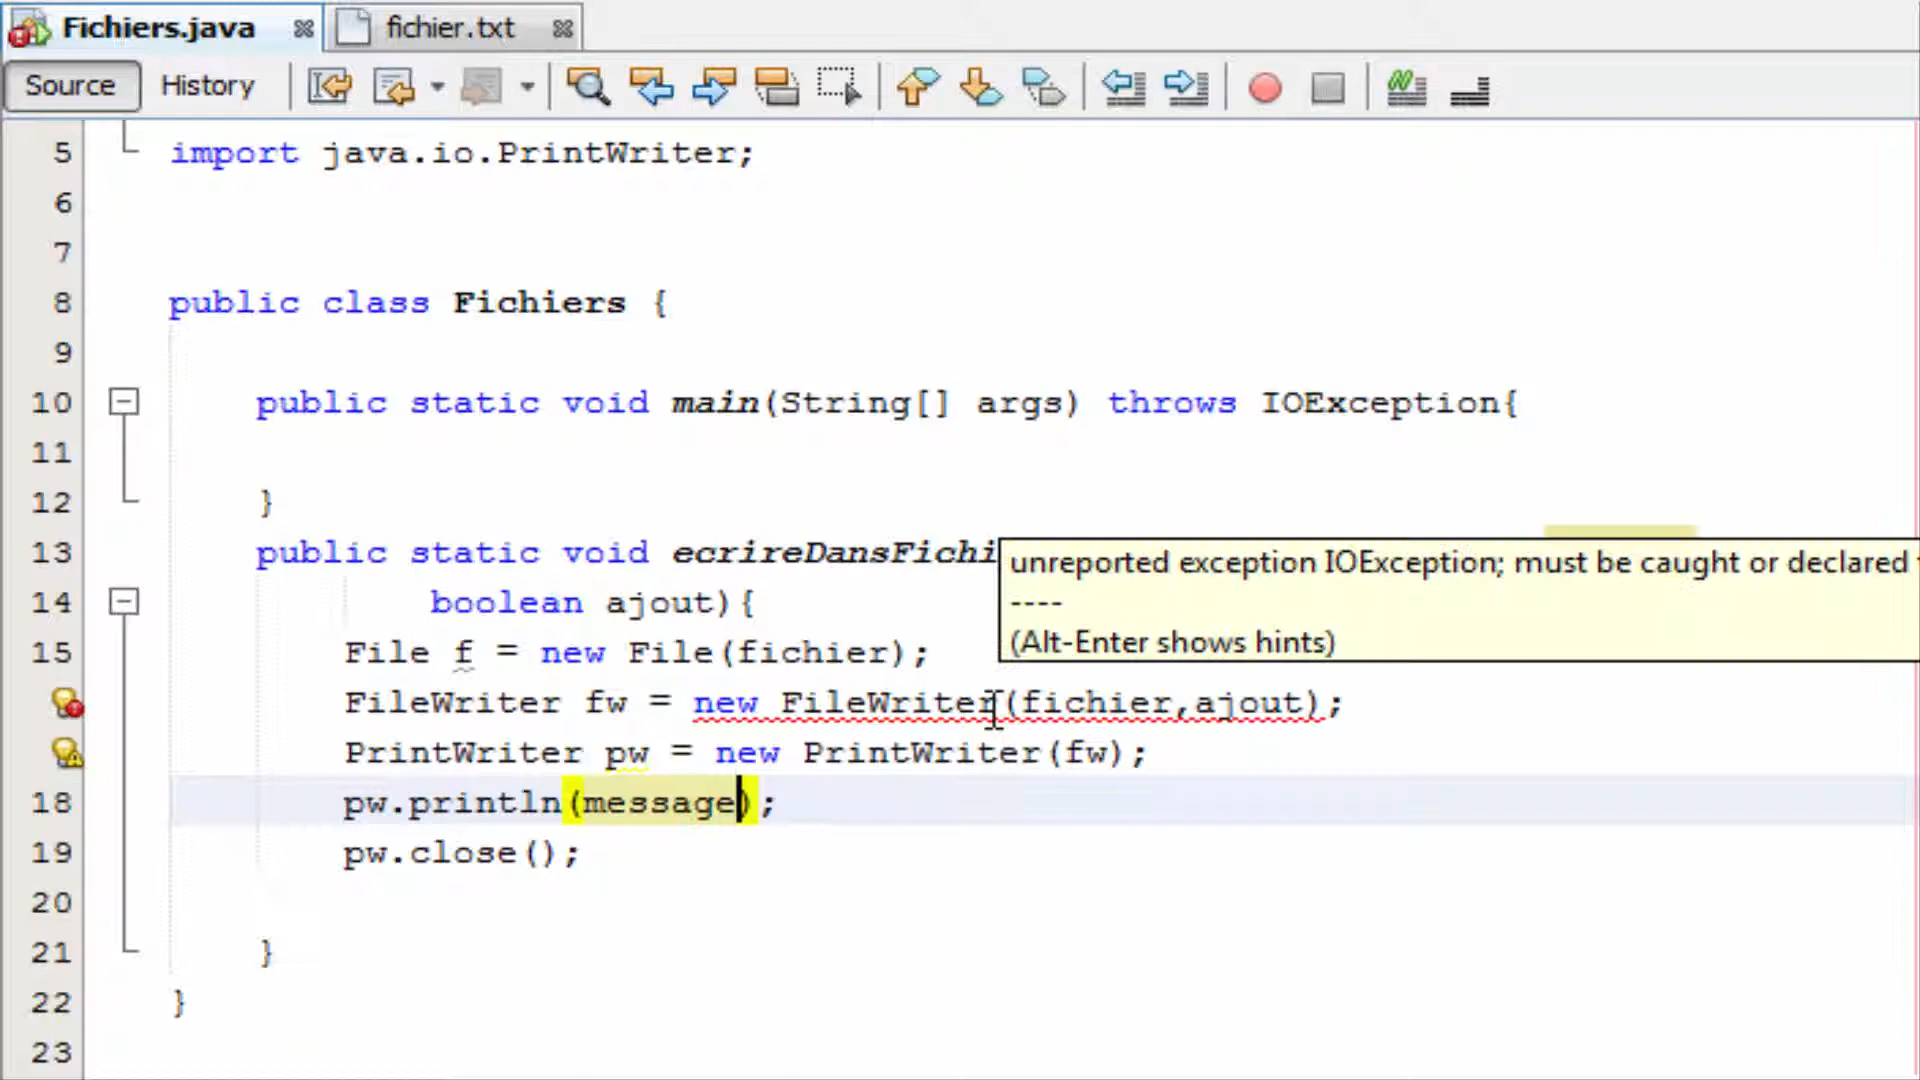 Fichiers.java fichier.txt
Source History
5 import java.io.PrintWriter;
6
7
8 public class Fichiers {
9
10 public static void main(String[] args) throws IOException{
11
12 }
13 public static void ecrireDansFichi
unreported exception IOException; must be caught or declared
----
(Alt-Enter shows hints)
14 boolean ajout){
15 File f = new File(fichier);
FileWriter fw = new FileWriter(fichier,ajout);
PrintWriter pw = new PrintWriter(fw);
18 pw.println(message);
19 pw.close();
20
21 }
22 }
23